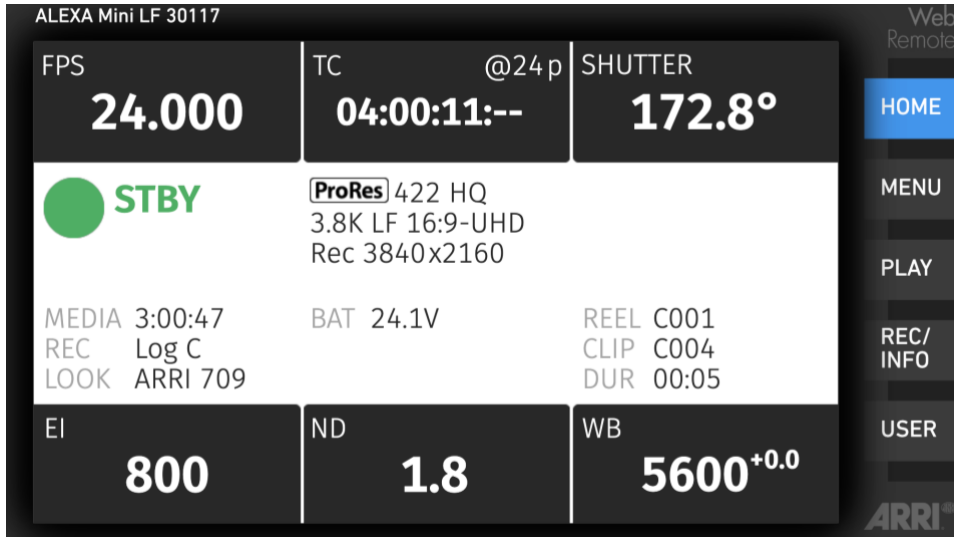 ALEXA Mini LF 30117
Web
Remote
FPS
24.000
TC @24p
04:00:11:--
SHUTTER
172.8°
HOME
STBY
ProRes 422 HQ
3.8K LF 16:9-UHD
Rec 3840x2160
MENU
PLAY
MEDIA 3:00:47
REC Log C
LOOK ARRI 709
BAT 24.1V
REEL C001
CLIP C004
DUR 00:05
REC/
INFO
EI
800
ND
1.8
WB
5600+0.0
USER
ARRI